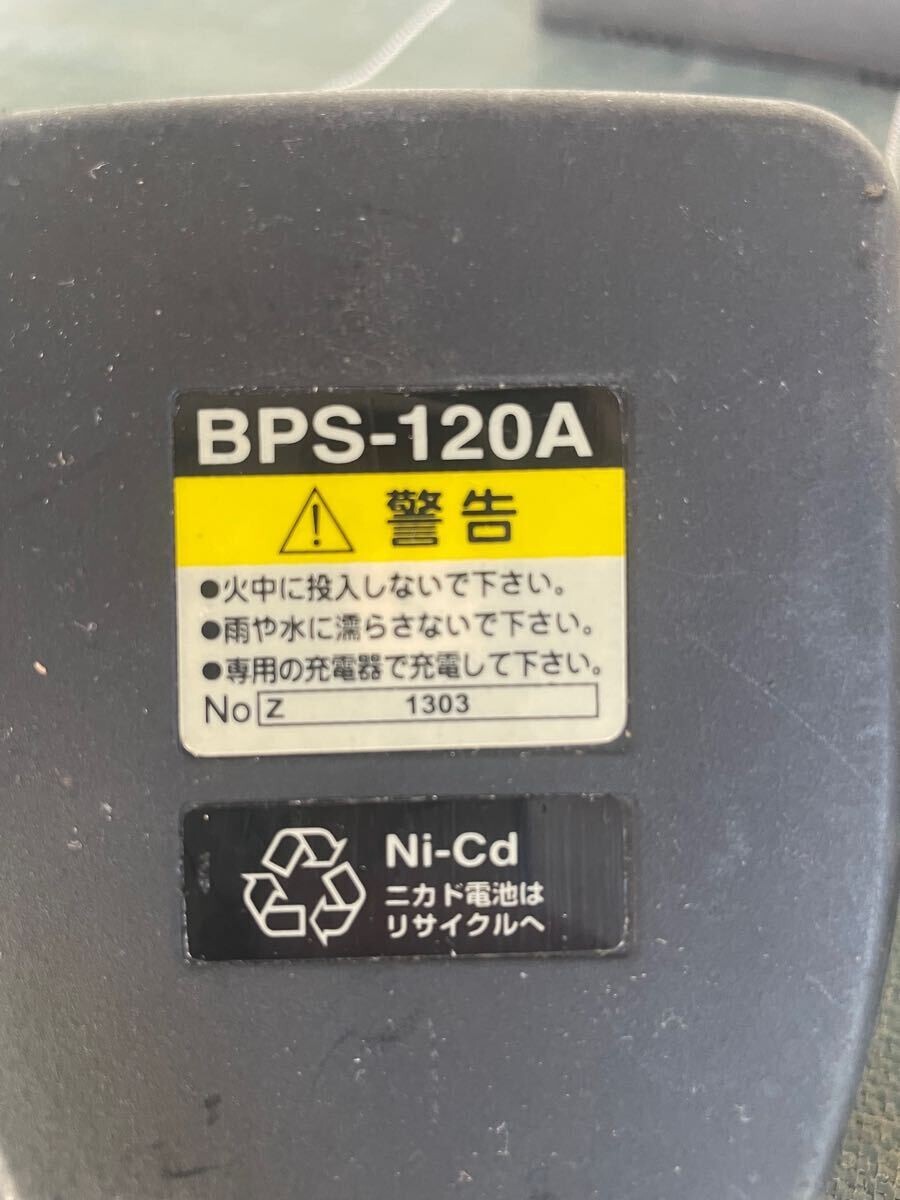 BPS-120A
警告
●火中に投入しないで下さい。
●雨や水に濡らさないで下さい。
●専用の充電器で充電して下さい。
No Z 1303
Ni-Cd
ニカド電池は
リサイクルへ